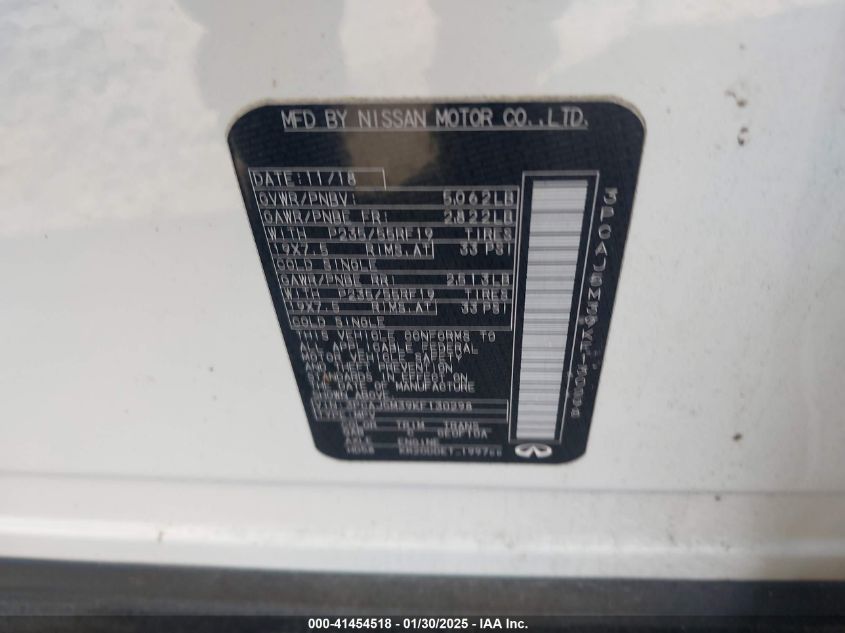 MFD BY NISSAN MOTOR CO.,LTD.
DATE:11/18
GVWR/PNBV: 5062LB
GAWR/PNBE FR: 2822LB
WITH P235/55RF19 TIRES
19X7.5 RIMS,AT 33 PSI
COLD SINGLE
GAWR/PNBE RR: 2513LB
WITH P235/55RF19 TIRES
19X7.5 RIMS,AT 33 PSI
COLD SINGLE
THIS VEHICLE CONFORMS TO
ALL APPLICABLE FEDERAL
MOTOR VEHICLE SAFETY
AND THEFT PREVENTION
STANDARDS IN EFFECT ON
THE DATE OF MANUFACTURE
SHOWN ABOVE.
3PCAJ5M39KF130298
TRIM TRANS
AXLE ENGINE
KR20DDET 1997cc
3PCAJ5M39KF130298
000-41454518 - 01/30/2025 - IAA Inc.